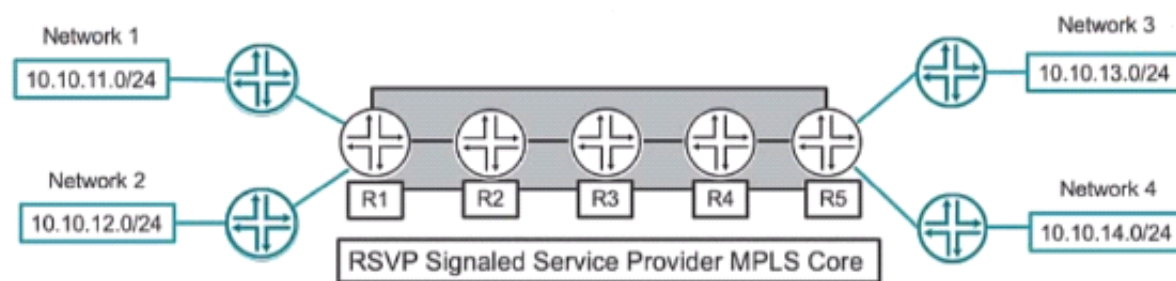 Network 1
10.10.11.0/24
Network 2
10.10.12.0/24
R1
R2
R3
R4
R5
RSVP Signaled Service Provider MPLS Core
Network 3
10.10.13.0/24
Network 4
10.10.14.0/24